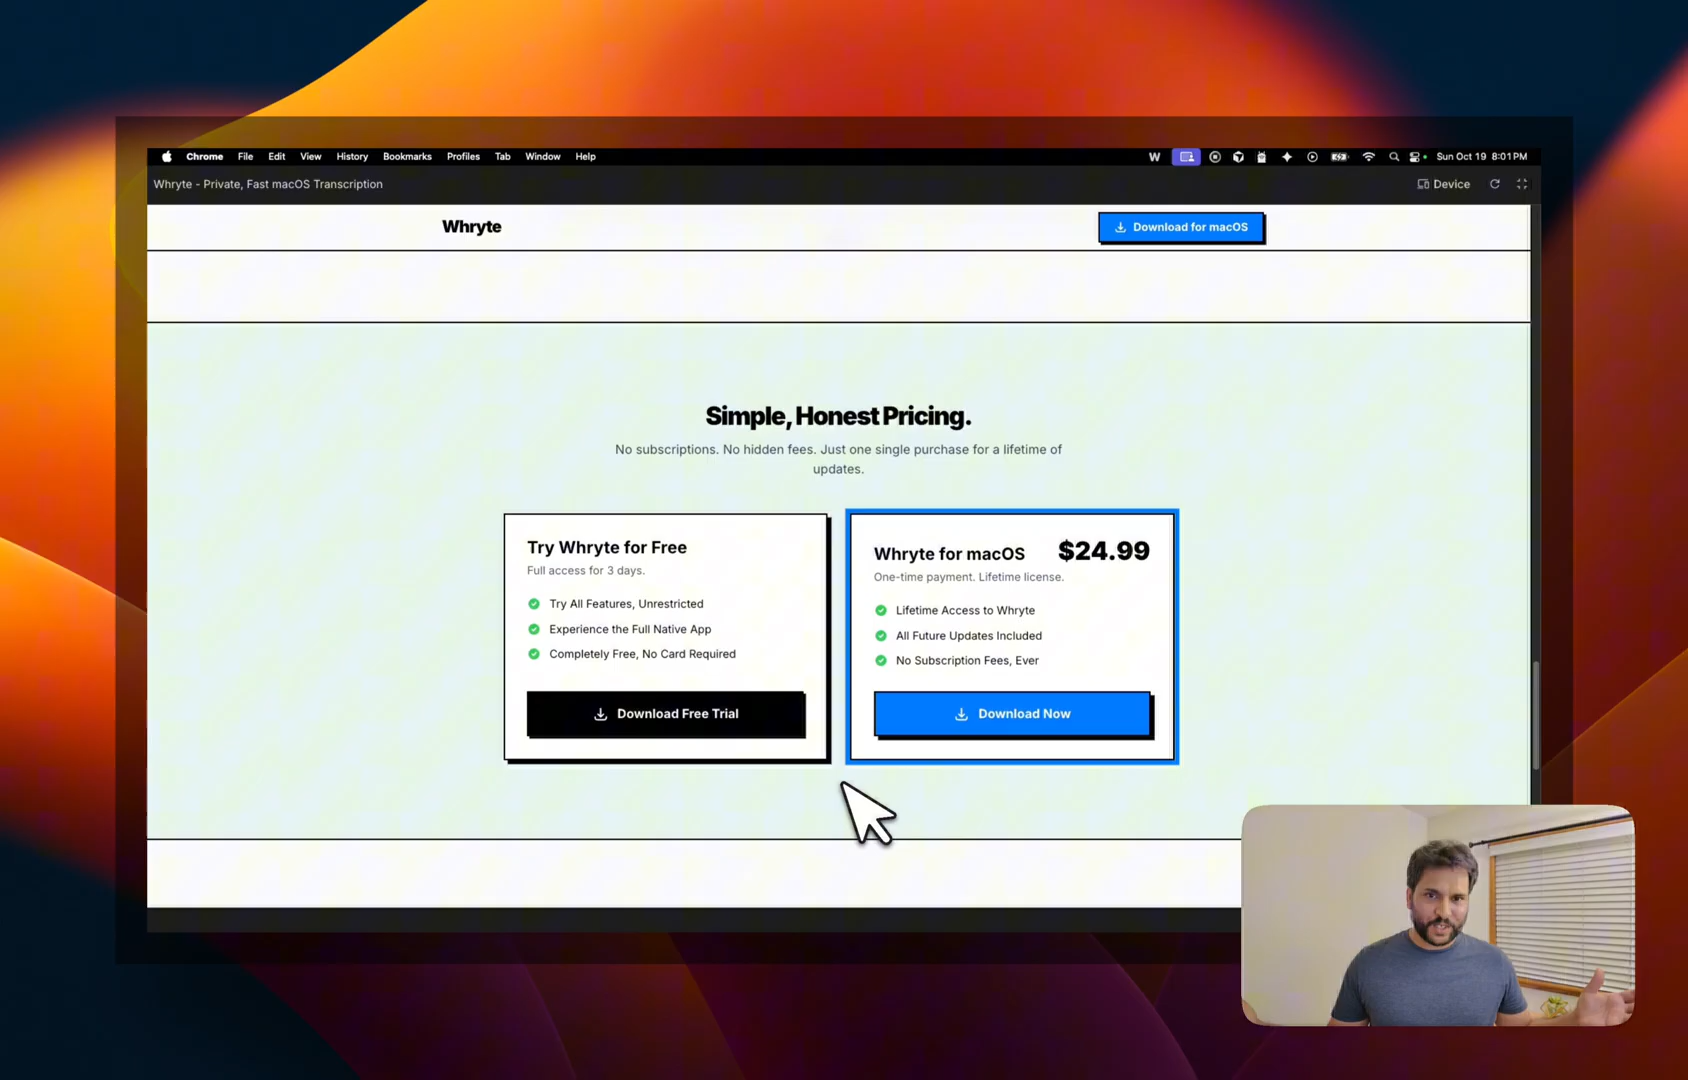 Chrome File Edit View History Bookmarks Profiles Tab Window Help
W Sun Oct 19 8:01 PM
Whryte - Private, Fast macOS Transcription
Device
Whryte
Download for macOS
Simple, Honest Pricing.
No subscriptions. No hidden fees. Just one single purchase for a lifetime of
updates.
Try Whryte for Free
Full access for 3 days.
Try All Features, Unrestricted
Experience the Full Native App
Completely Free, No Card Required
Download Free Trial
Whryte for macOS
$24.99
One-time payment. Lifetime license.
Lifetime Access to Whryte
All Future Updates Included
No Subscription Fees, Ever
Download Now